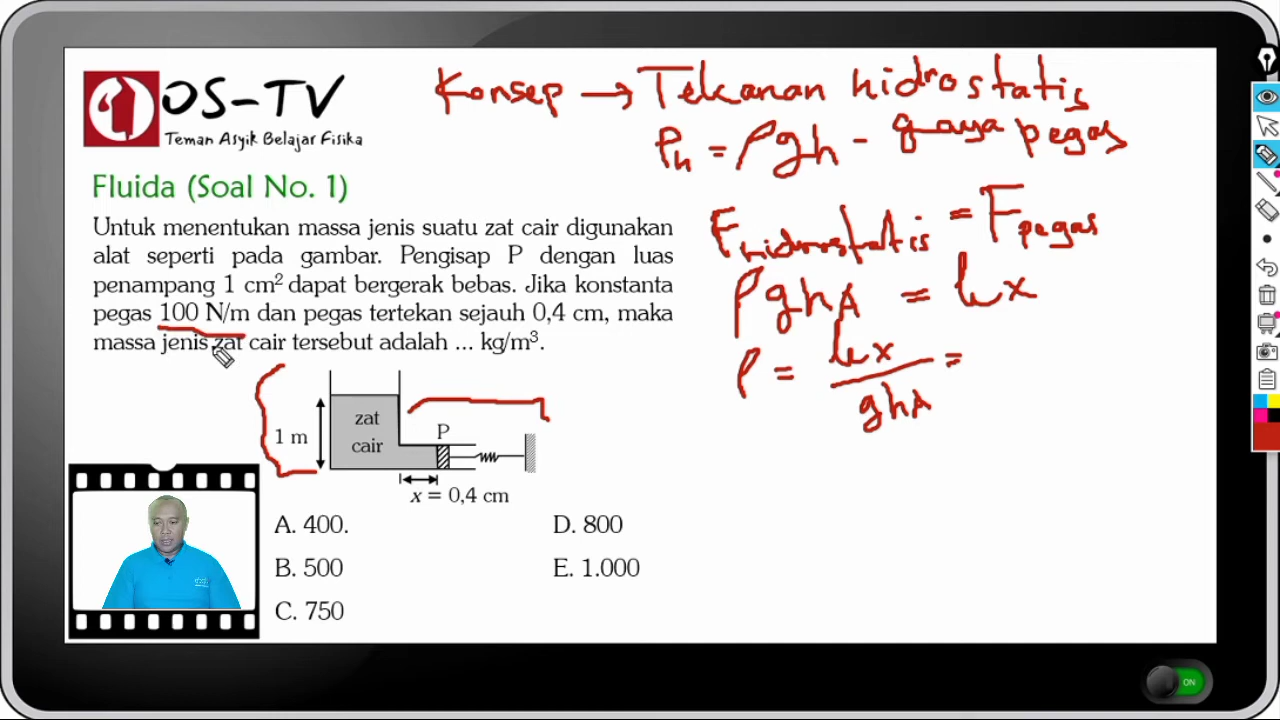 OS-TV
Teman Asyik Belajar Fisika
Konsep → Tekanan hidrostatis
Ph = ρgh - gaya pegas
Fluida (Soal No. 1)
Untuk menentukan massa jenis suatu zat cair digunakan
alat seperti pada gambar. Pengisap P dengan luas
penampang 1 cm² dapat bergerak bebas. Jika konstanta
pegas 100 N/m dan pegas tertekan sejauh 0,4 cm, maka
massa jenis zat cair tersebut adalah ... kg/m³.
F hidrostatis = F pegas
ρghA = kx
ρ = kx / ghA =
zat
cair
1 m
P
x = 0,4 cm
A. 400.
B. 500
C. 750
D. 800
E. 1.000
ON